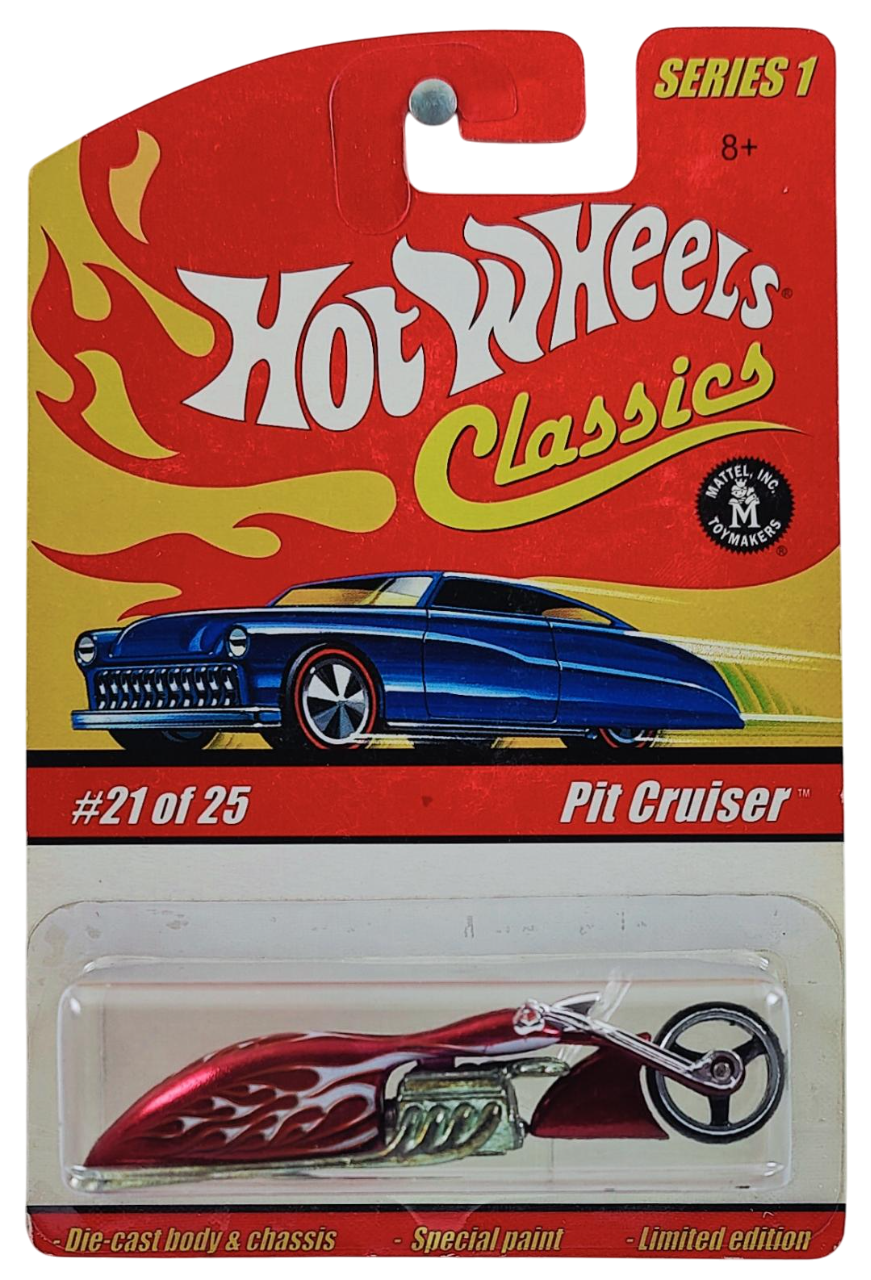 SERIES 1
8+
Hot Wheels®
Classics
MATTEL, INC.
M
TOYMAKERS
®
#21 of 25
Pit Cruiser™
- Die-cast body & chassis - Special paint - Limited edition